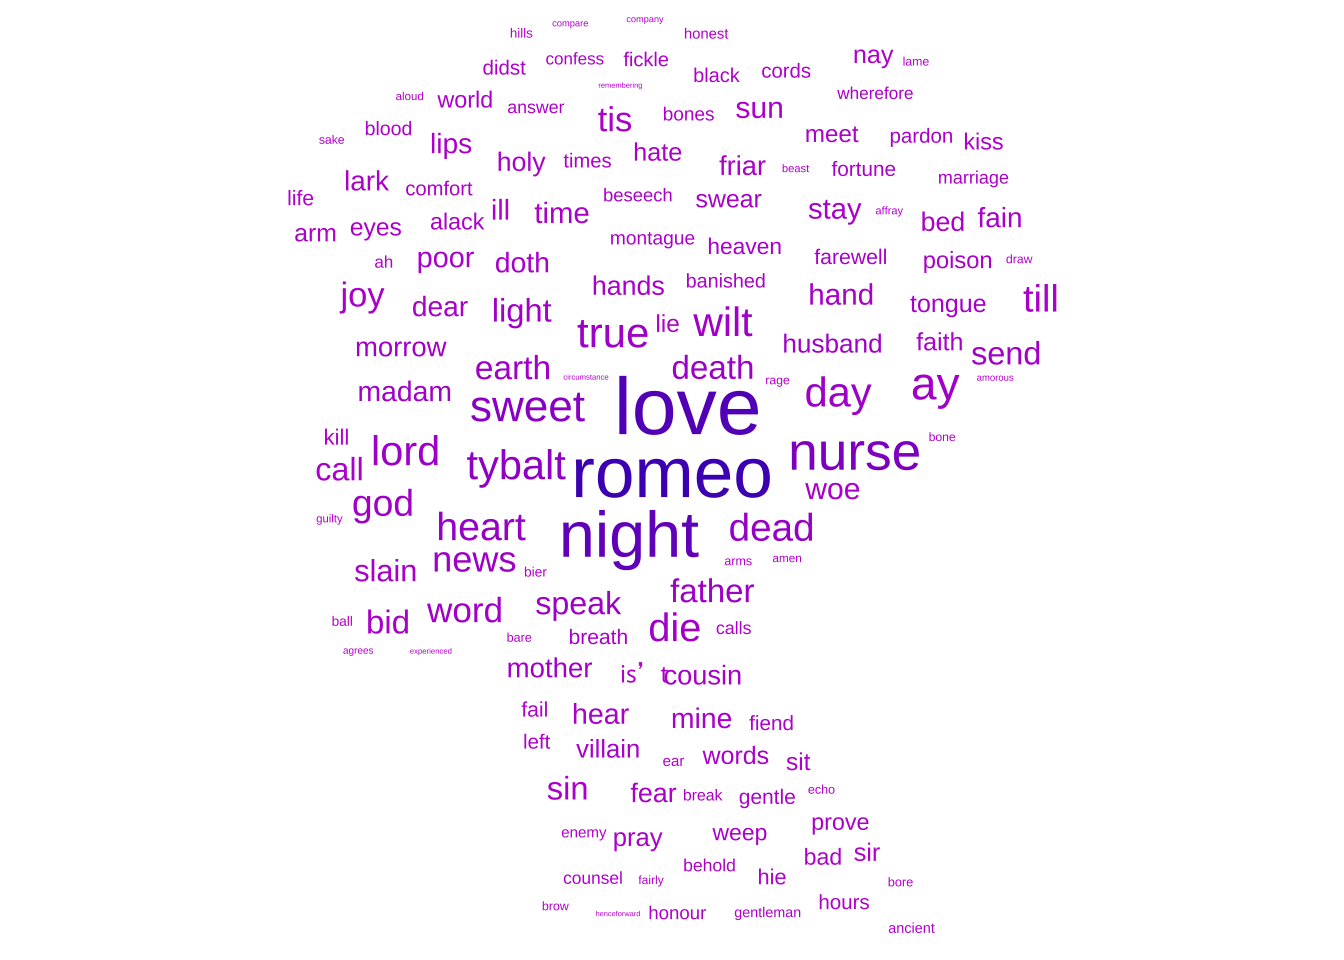 compare company
hills honest
didst confess fickle black cords nay lame
aloud world answer remembering tis bones sun wherefore
sake blood lips holy times hate friar beast meet fortune pardon kiss
life lark comfort ill time beseech swear stay affray marriage
arm eyes alack montague heaven bed fain
ah poor doth hands banished farewell poison draw
joy dear light true lie wilt hand tongue till
morrow earth circumstance death rage husband faith send
madam sweet love day ay amorous
kill lord tybalt romeo nurse bone
call woe
guilty god heart night dead
slain news bier arms amen
ball bid word speak father
agrees experienced bare breath die calls
mother is’ t cousin
fail hear mine fiend
left villain ear words sit
sin fear break gentle echo
enemy pray weep prove
behold bad sir
counsel fairly hie bore
brow henceforward honour gentleman hours
ancient